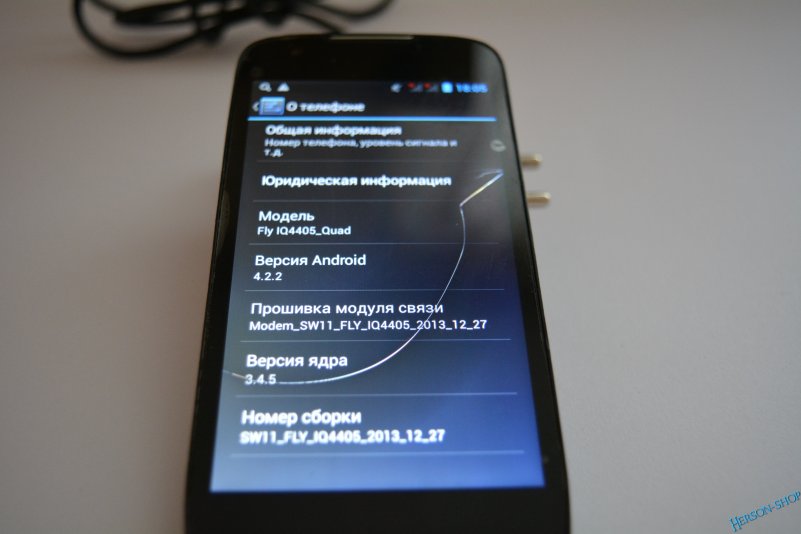 18:05
О телефоне
Общая информация
Номер телефона, уровень сигнала и
т.д.
Юридическая информация
Модель
Fly IQ4405_Quad
Версия Android
4.2.2
Прошивка модуля связи
Modem_SW11_FLY_IQ4405_2013_12_27
Версия ядра
3.4.5
Номер сборки
SW11_FLY_IQ4405_2013_12_27
HERSON-SHOP